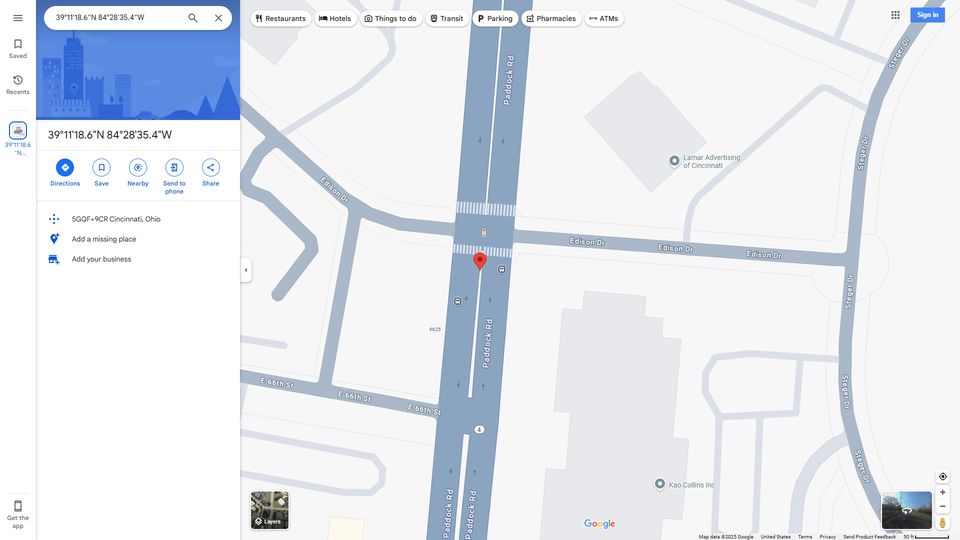 39°11'18.6"N 84°28'35.4"W
Restaurants
Hotels
Things to do
Transit
Parking
Pharmacies
ATMs
Sign in
Saved
Recents
39°11'18.6
"N...
39°11'18.6"N 84°28'35.4"W
Directions
Save
Nearby
Send to
phone
Share
5GQF+9CR Cincinnati, Ohio
Add a missing place
Add your business
Get the
app
Paddock Rd
Steger Dr
Lamar Advertising
of Cincinnati
Steger Dr
Edison Dr
Edison Dr
Edison Dr
Edison Dr
Steger Dr
6625
Paddock Rd
E 66th St
E 66th St
E 66th St
Steger Dr
4
Steger Dr
Kao Collins Inc
Paddock Rd
Paddock Rd
Layers
Google
Map data ©2025 Google
United States
Terms
Privacy
Send Product Feedback
50 ft